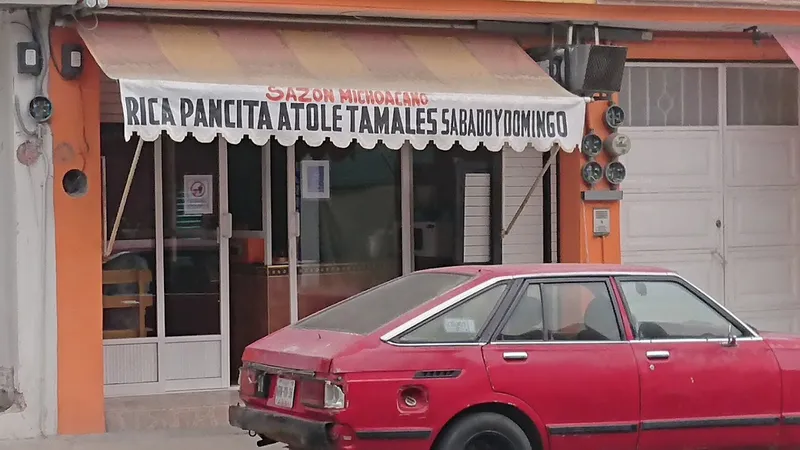 SAZON MICHOACANO
RICA PANCITA ATOLE TAMALES SABADO Y DOMINGO